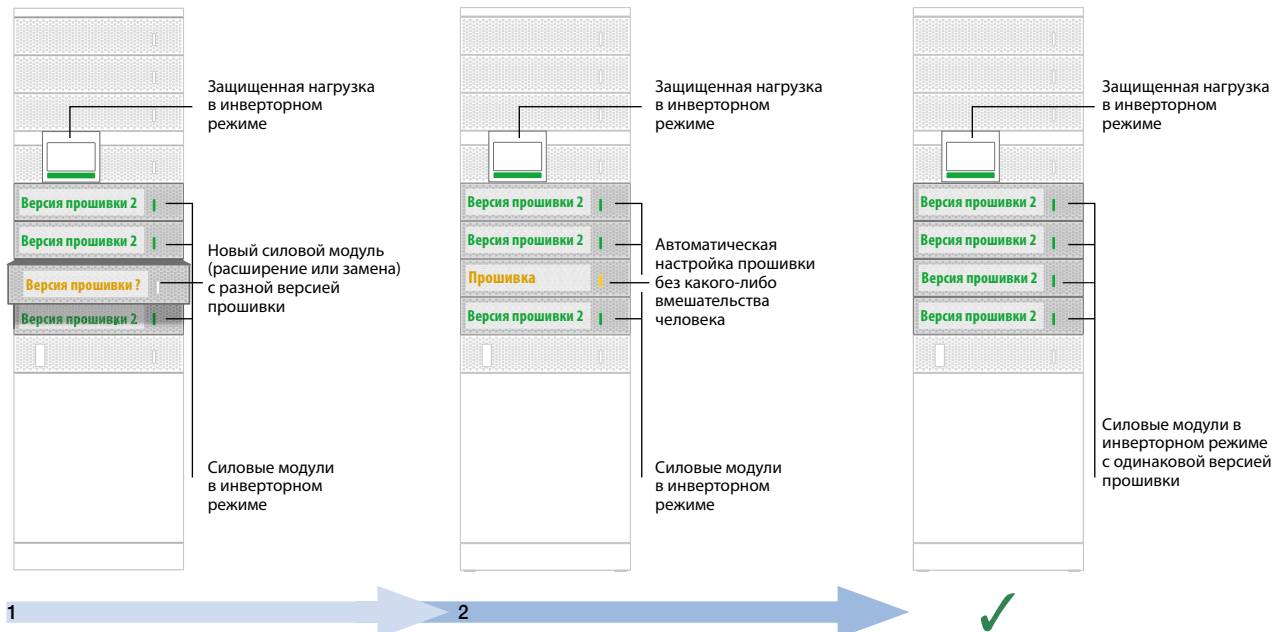 Защищенная нагрузка
в инверторном
режиме
Версия прошивки 2
Версия прошивки 2
Версия прошивки ?
Версия прошивки 2
Новый силовой модуль
(расширение или замена)
с разной версией
прошивки
Силовые модули
в инверторном
режиме
Защищенная нагрузка
в инверторном
режиме
Версия прошивки 2
Версия прошивки 2
Прошивка
Версия прошивки 2
Автоматическая
настройка прошивки
без какого-либо
вмешательства
человека
Силовые модули
в инверторном
режиме
Защищенная нагрузка
в инверторном
режиме
Версия прошивки 2
Версия прошивки 2
Версия прошивки 2
Версия прошивки 2
Силовые модули в
инверторном режиме
с одинаковой версией
прошивки
1
2